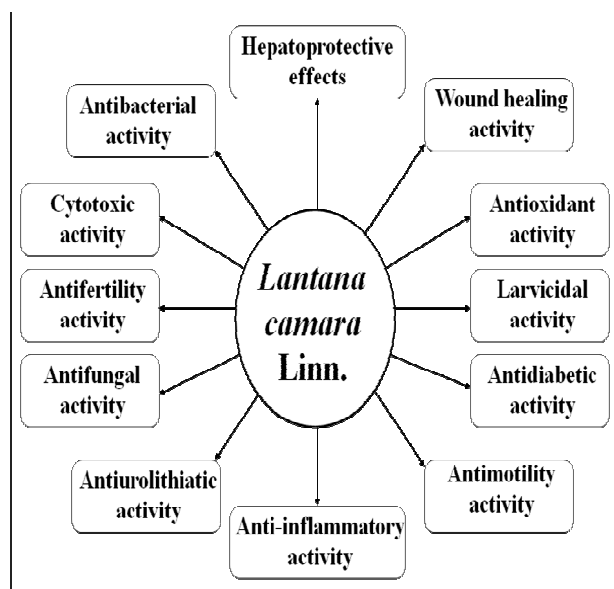 Hepatoprotective
effects
Antibacterial
activity
Wound healing
activity
Cytotoxic
activity
Antioxidant
activity
Lantana
camara
Linn.
Antifertility
activity
Larvicidal
activity
Antifungal
activity
Antidiabetic
activity
Antiurolithiatic
activity
Antimotility
activity
Anti-inflammatory
activity